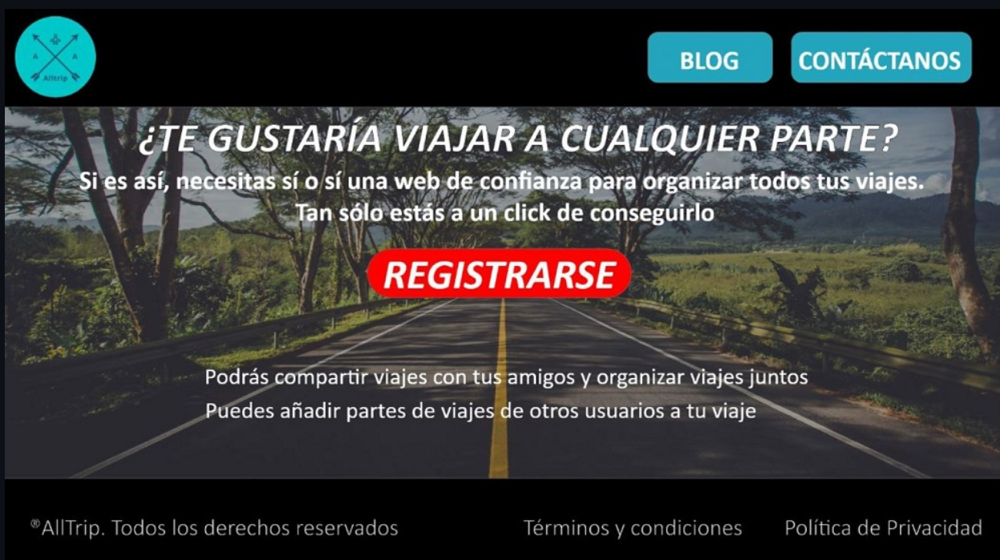 A A
Alltrip
BLOG
CONTÁCTANOS
¿TE GUSTARÍA VIAJAR A CUALQUIER PARTE?
Si es así, necesitas sí o sí una web de confianza para organizar todos tus viajes.
Tan sólo estás a un click de conseguirlo
REGISTRARSE
Podrás compartir viajes con tus amigos y organizar viajes juntos
Puedes añadir partes de viajes de otros usuarios a tu viaje
®AllTrip. Todos los derechos reservados
Términos y condiciones
Política de Privacidad